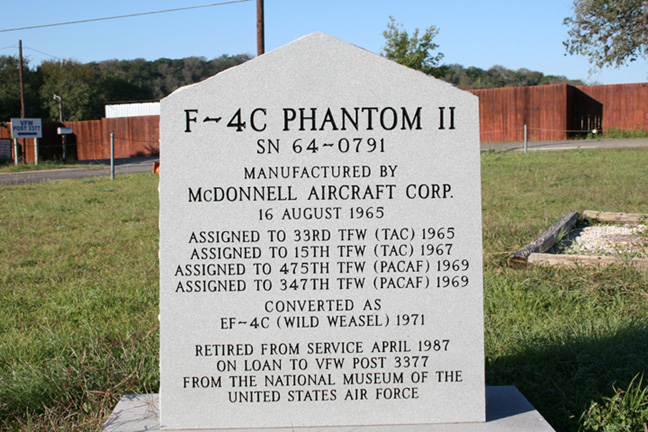 F~4C PHANTOM II
SN 64~0791
MANUFACTURED BY
McDONNELL AIRCRAFT CORP.
16 AUGUST 1965
ASSIGNED TO 33RD TFW (TAC) 1965
ASSIGNED TO 15TH TFW (TAC) 1967
ASSIGNED TO 475TH TFW (PACAF) 1969
ASSIGNED TO 347TH TFW (PACAF) 1969
CONVERTED AS
EF~4C (WILD WEASEL) 1971
RETIRED FROM SERVICE APRIL 1987
ON LOAN TO VFW POST 3377
FROM THE NATIONAL MUSEUM OF THE
UNITED STATES AIR FORCE
VFW
POST 3377